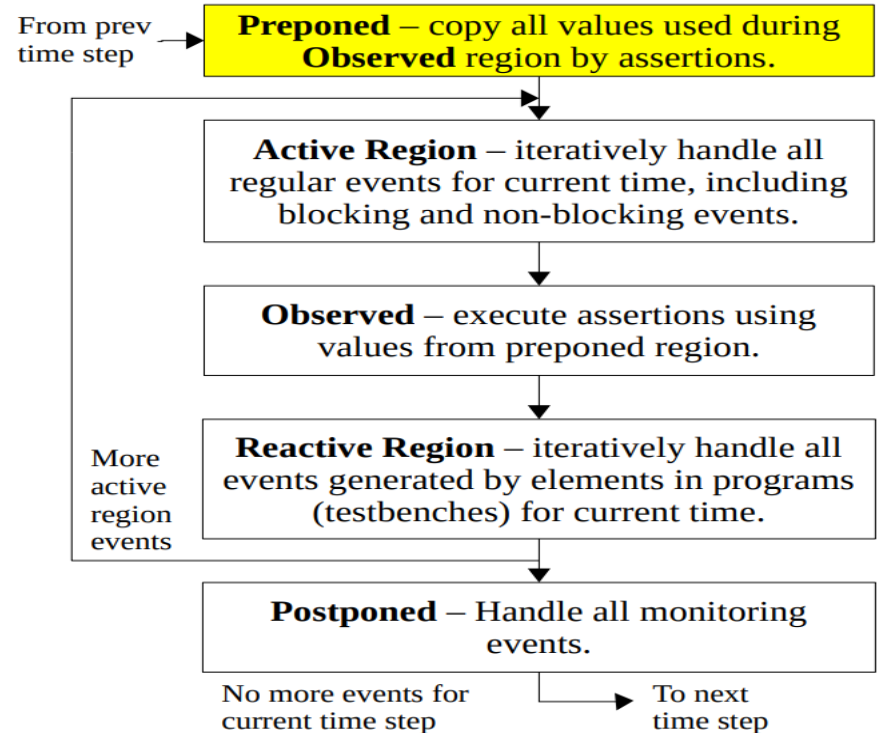 From prev
time step
Preponed – copy all values used during
Observed region by assertions.
Active Region – iteratively handle all
regular events for current time, including
blocking and non-blocking events.
Observed – execute assertions using
values from preponed region.
Reactive Region – iteratively handle all
events generated by elements in programs
(testbenches) for current time.
More
active
region
events
Postponed – Handle all monitoring
events.
No more events for
current time step
To next
time step